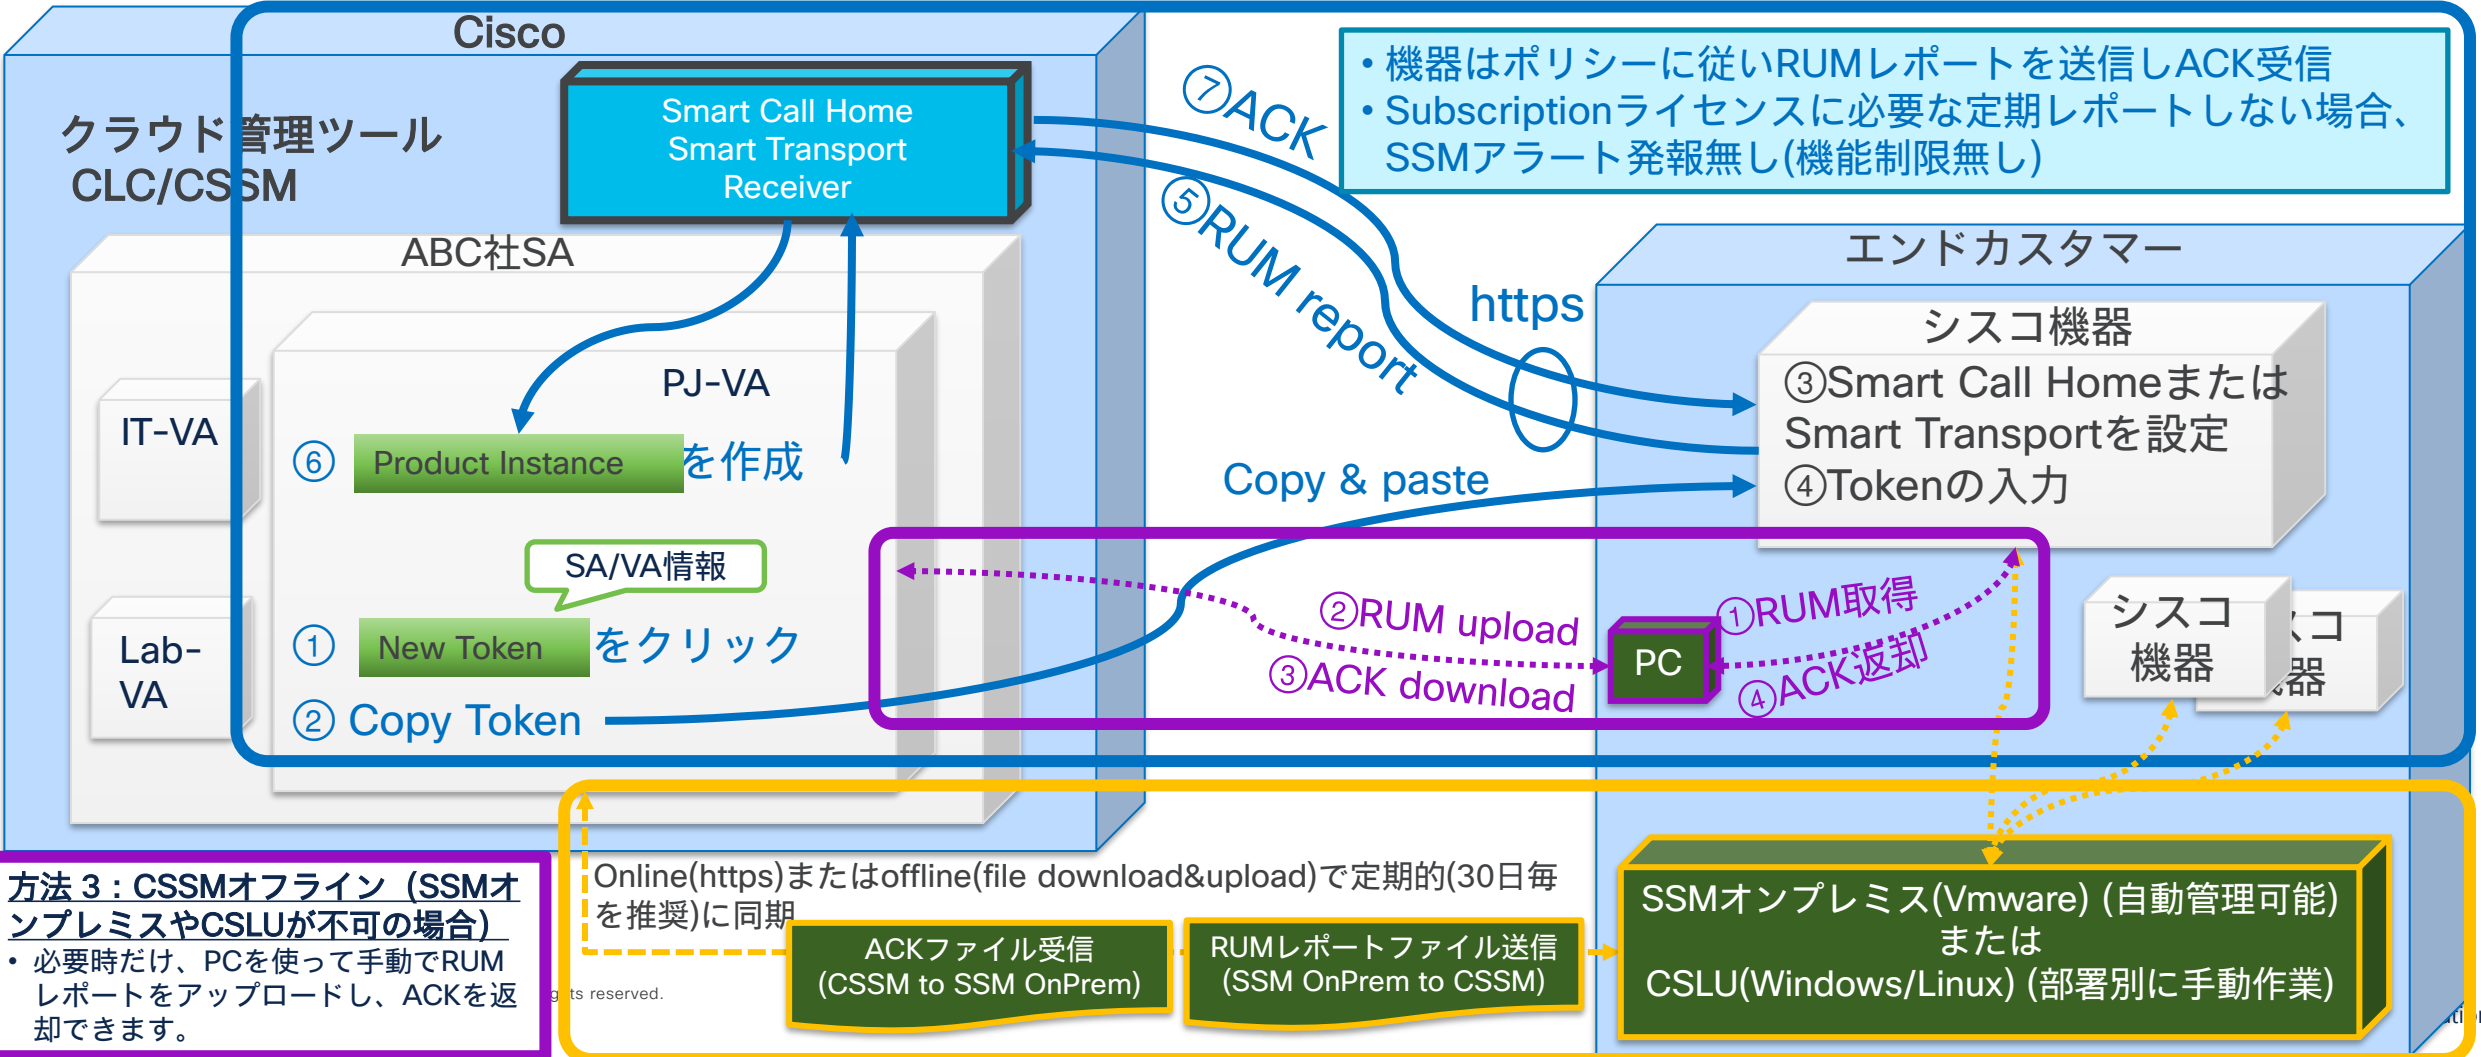 Cisco
クラウド管理ツール
CLC/CSSM
Smart Call Home
Smart Transport
Receiver
ABC社SA
IT-VA
Lab-
VA
PJ-VA
⑥ Product Instance を作成
SA/VA情報
① New Token をクリック
② Copy Token
⑦ACK
⑤RUM report
https
Copy & paste
• 機器はポリシーに従いRUMレポートを送信しACK受信
• Subscriptionライセンスに必要な定期レポートしない場合、
SSMアラート発報無し(機能制限無し)
エンドカスタマー
シスコ機器
③Smart Call Homeまたは
Smart Transportを設定
④Tokenの入力
②RUM upload
③ACK download
PC
①RUM取得
④ACK返却
シスコ
機器
スコ
器
方法 3：CSSMオフライン（SSMオ
ンプレミスやCSLUが不可の場合）
• 必要時だけ、PCを使って手動でRUM
レポートをアップロードし、ACKを返
却できます。
reserved.
Online(https)またはoffline(file download&upload)で定期的(30日毎
を推奨)に同期
ACKファイル受信
(CSSM to SSM OnPrem)
RUMレポートファイル送信
(SSM OnPrem to CSSM)
SSMオンプレミス(Vmware) (自動管理可能)
または
CSLU(Windows/Linux) (部署別に手動作業)